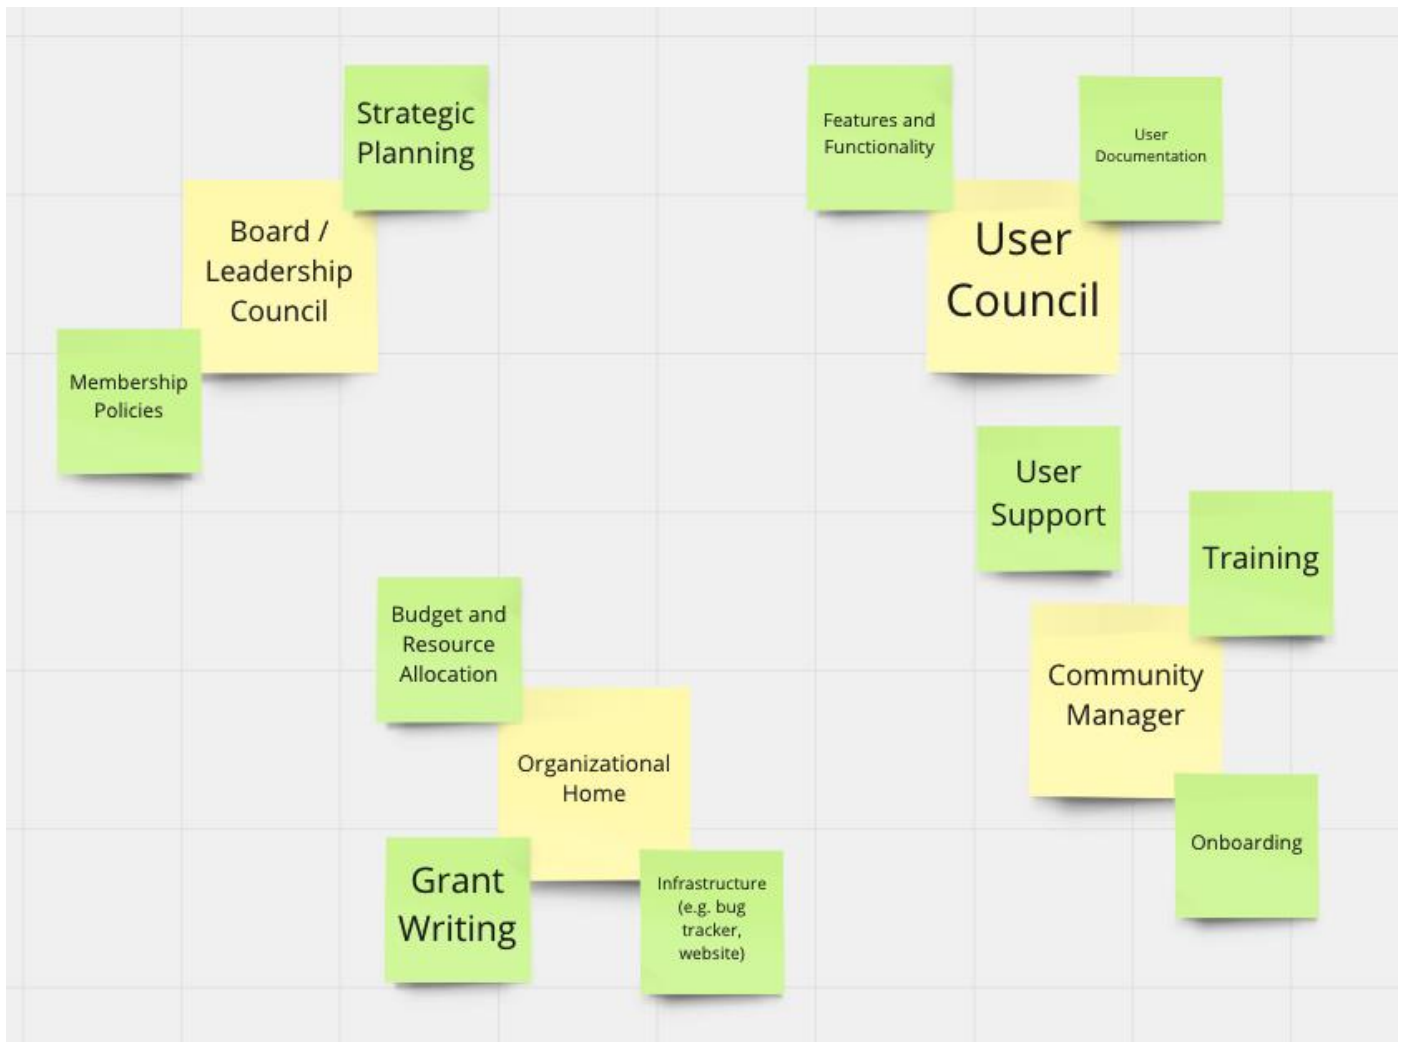 Strategic
Planning
Board /
Leadership
Council
Membership
Policies
Features and
Functionality
User
Documentation
User
Council
User
Support
Training
Community
Manager
Onboarding
Budget and
Resource
Allocation
Organizational
Home
Grant
Writing
Infrastructure
(e.g. bug
tracker,
website)